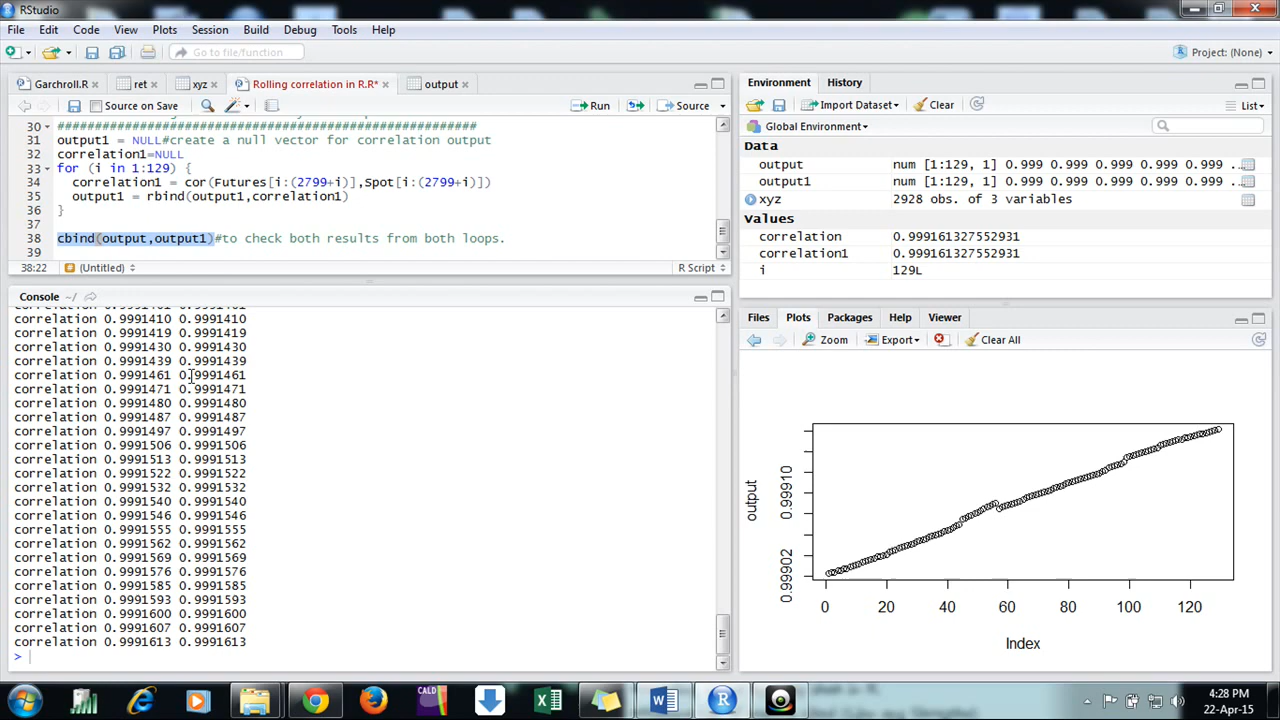 RStudio
File Edit Code View Plots Session Build Debug Tools Help
Go to file/function
Project: (None)
Garchroll.R ret xyz Rolling correlation in R.R* output
Source on Save Run Source
30 ####################################################
31 output1 = NULL#create a null vector for correlation output
32 correlation1=NULL
33 for (i in 1:129) {
34 correlation1 = cor(Futures[i:(2799+i)],Spot[i:(2799+i)])
35 output1 = rbind(output1,correlation1)
36 }
37
38 cbind(output,output1)#to check both results from both loops.
39
38:22 (Untitled) R Script
Console ~/
correlation 0.9991410 0.9991410
correlation 0.9991419 0.9991419
correlation 0.9991430 0.9991430
correlation 0.9991439 0.9991439
correlation 0.9991461 0.9991461
correlation 0.9991471 0.9991471
correlation 0.9991480 0.9991480
correlation 0.9991487 0.9991487
correlation 0.9991497 0.9991497
correlation 0.9991506 0.9991506
correlation 0.9991513 0.9991513
correlation 0.9991522 0.9991522
correlation 0.9991532 0.9991532
correlation 0.9991540 0.9991540
correlation 0.9991546 0.9991546
correlation 0.9991555 0.9991555
correlation 0.9991562 0.9991562
correlation 0.9991569 0.9991569
correlation 0.9991576 0.9991576
correlation 0.9991585 0.9991585
correlation 0.9991593 0.9991593
correlation 0.9991600 0.9991600
correlation 0.9991607 0.9991607
correlation 0.9991613 0.9991613
>
Environment History
Import Dataset Clear List
Global Environment
Data
output num [1:129, 1] 0.999 0.999 0.999 0.999 0.999 ...
output1 num [1:129, 1] 0.999 0.999 0.999 0.999 0.999 ...
xyz 2928 obs. of 3 variables
Values
correlation 0.999161327552931
correlation1 0.999161327552931
i 129L
Files Plots Packages Help Viewer
Zoom Export Clear All
output
0.99910
0.99902
0 20 40 60 80 100 120
Index
CALD
4:28 PM
22-Apr-15